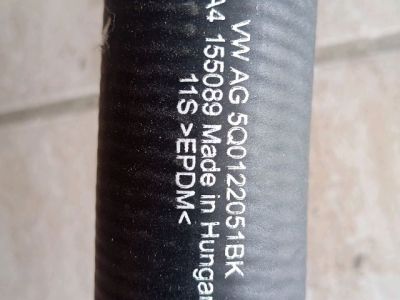 VW AG 5Q0122051BK
A4 155089 Made in Hungar
11S >EPDM<